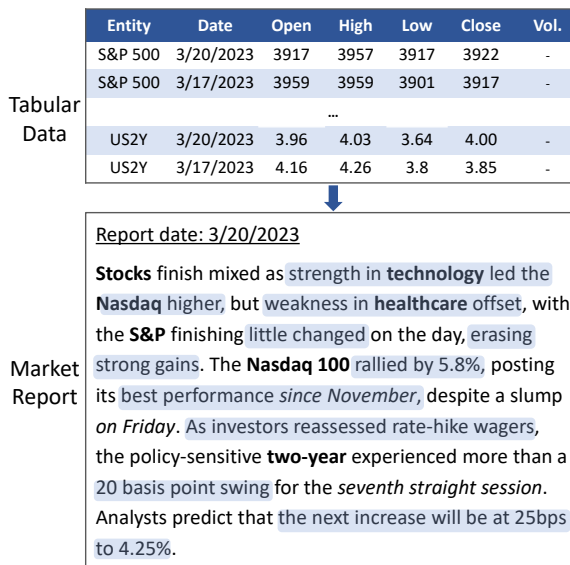 Entity Date Open High Low Close Vol.
S&P 500 3/20/2023 3917 3957 3917 3922 -
S&P 500 3/17/2023 3959 3959 3901 3917 -
...
US2Y 3/20/2023 3.96 4.03 3.64 4.00 -
US2Y 3/17/2023 4.16 4.26 3.8 3.85 -
Tabular
Data
Market
Report
Report date: 3/20/2023
Stocks finish mixed as strength in technology led the
Nasdaq higher, but weakness in healthcare offset, with
the S&P finishing little changed on the day, erasing
strong gains. The Nasdaq 100 rallied by 5.8%, posting
its best performance since November, despite a slump
on Friday. As investors reassessed rate-hike wagers,
the policy-sensitive two-year experienced more than a
20 basis point swing for the seventh straight session.
Analysts predict that the next increase will be at 25bps
to 4.25%.